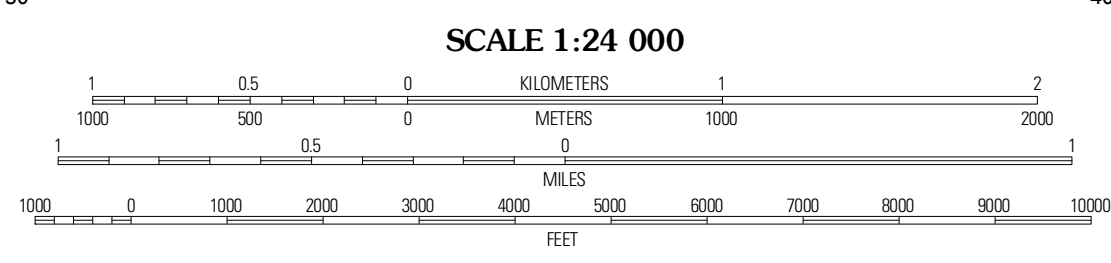 SCALE 1:24 000
1 0.5 0 KILOMETERS 1 2
1000 500 0 METERS 1000 2000
1 0.5 0 1
MILES
1000 0 1000 2000 3000 4000 5000 6000 7000 8000 9000 10000
FEET